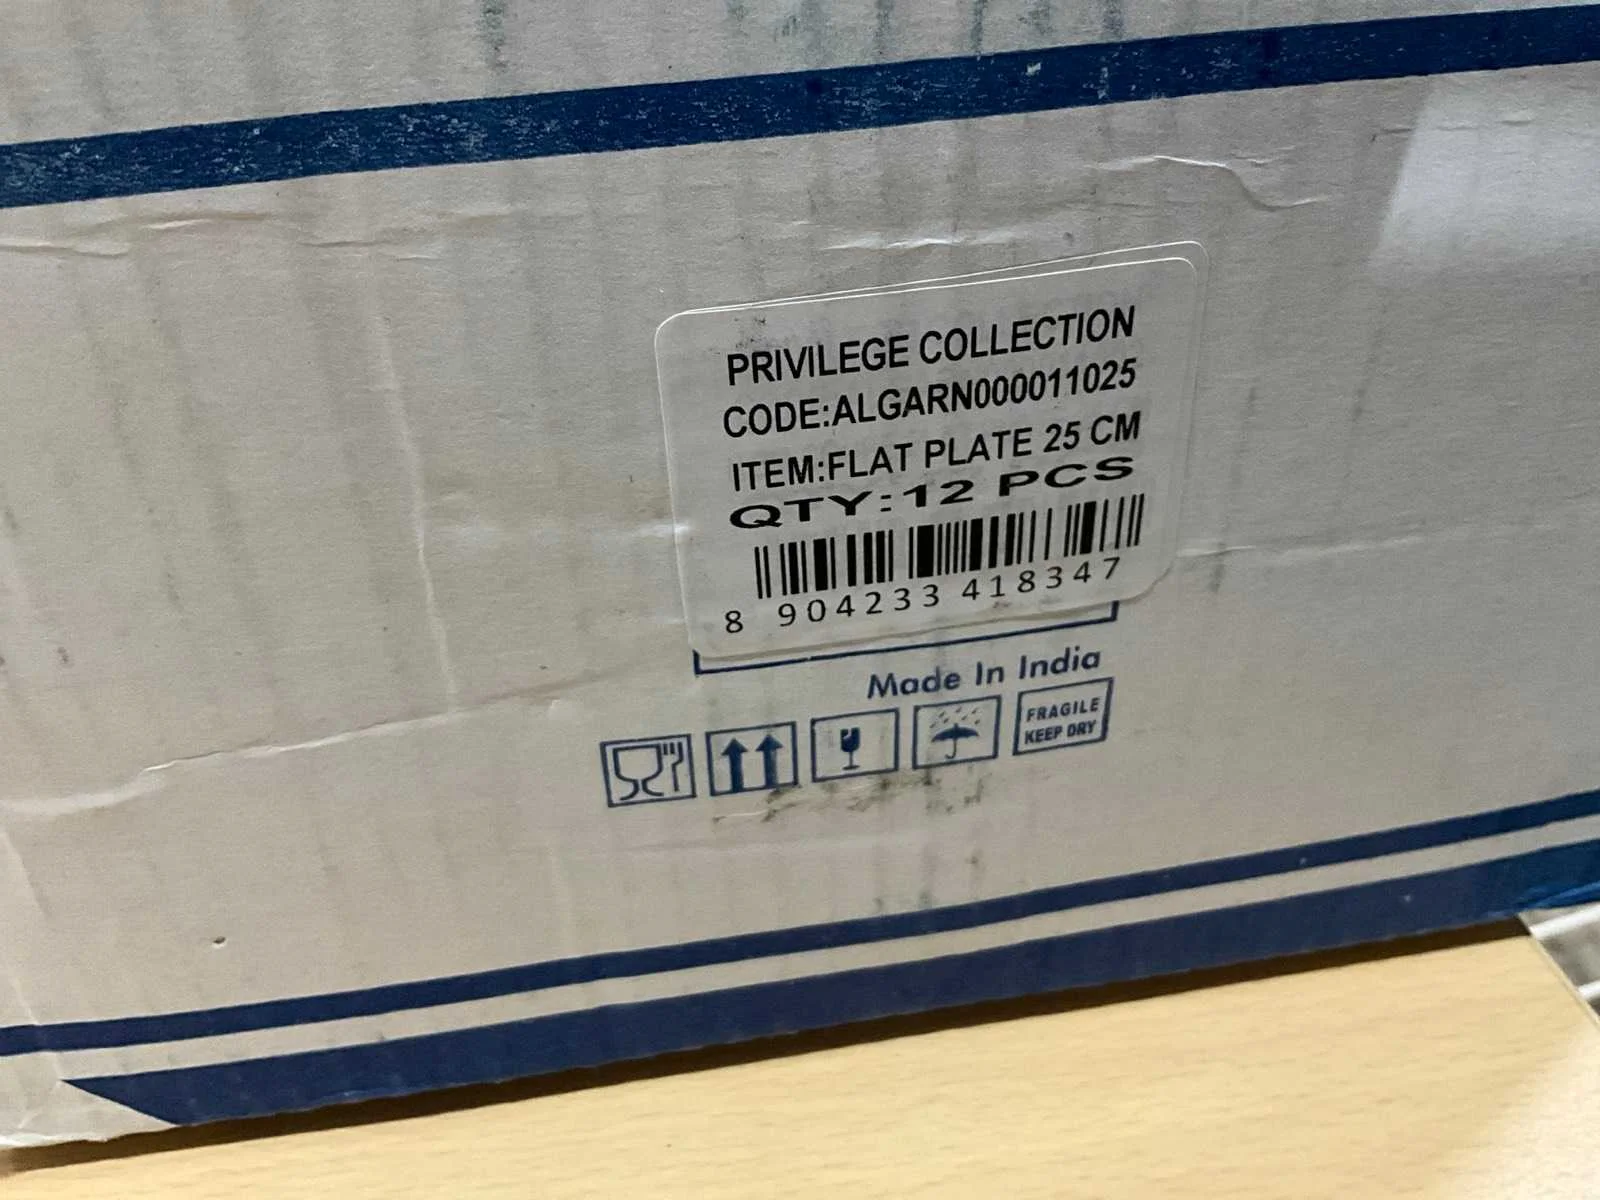 PRIVILEGE COLLECTION
CODE:ALGARN000011025
ITEM:FLAT PLATE 25 CM
QTY:12 PCS
8 904233 418347
Made In India
FRAGILE
KEEP DRY